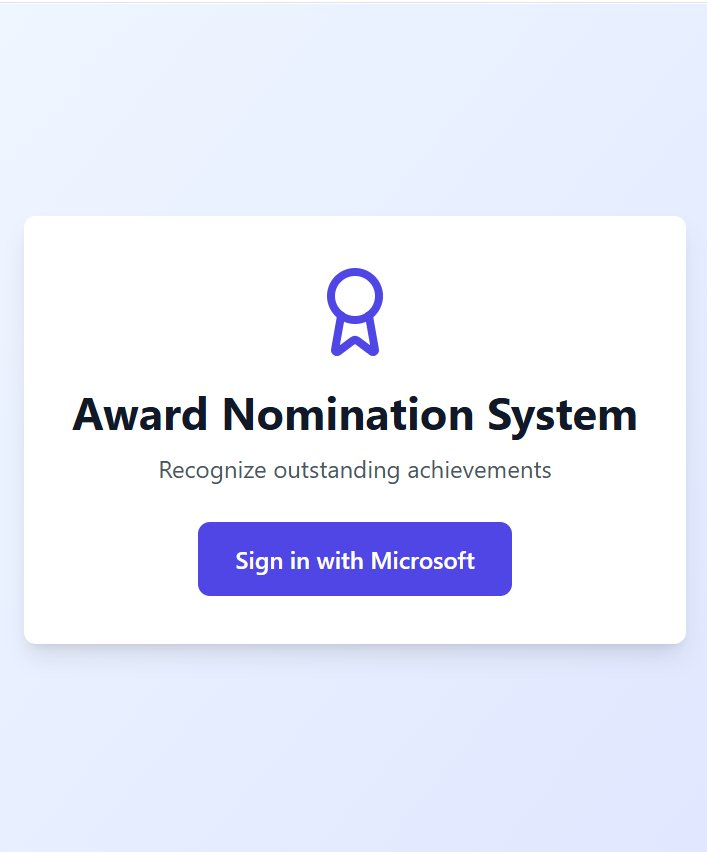 Award Nomination System
Recognize outstanding achievements
Sign in with Microsoft